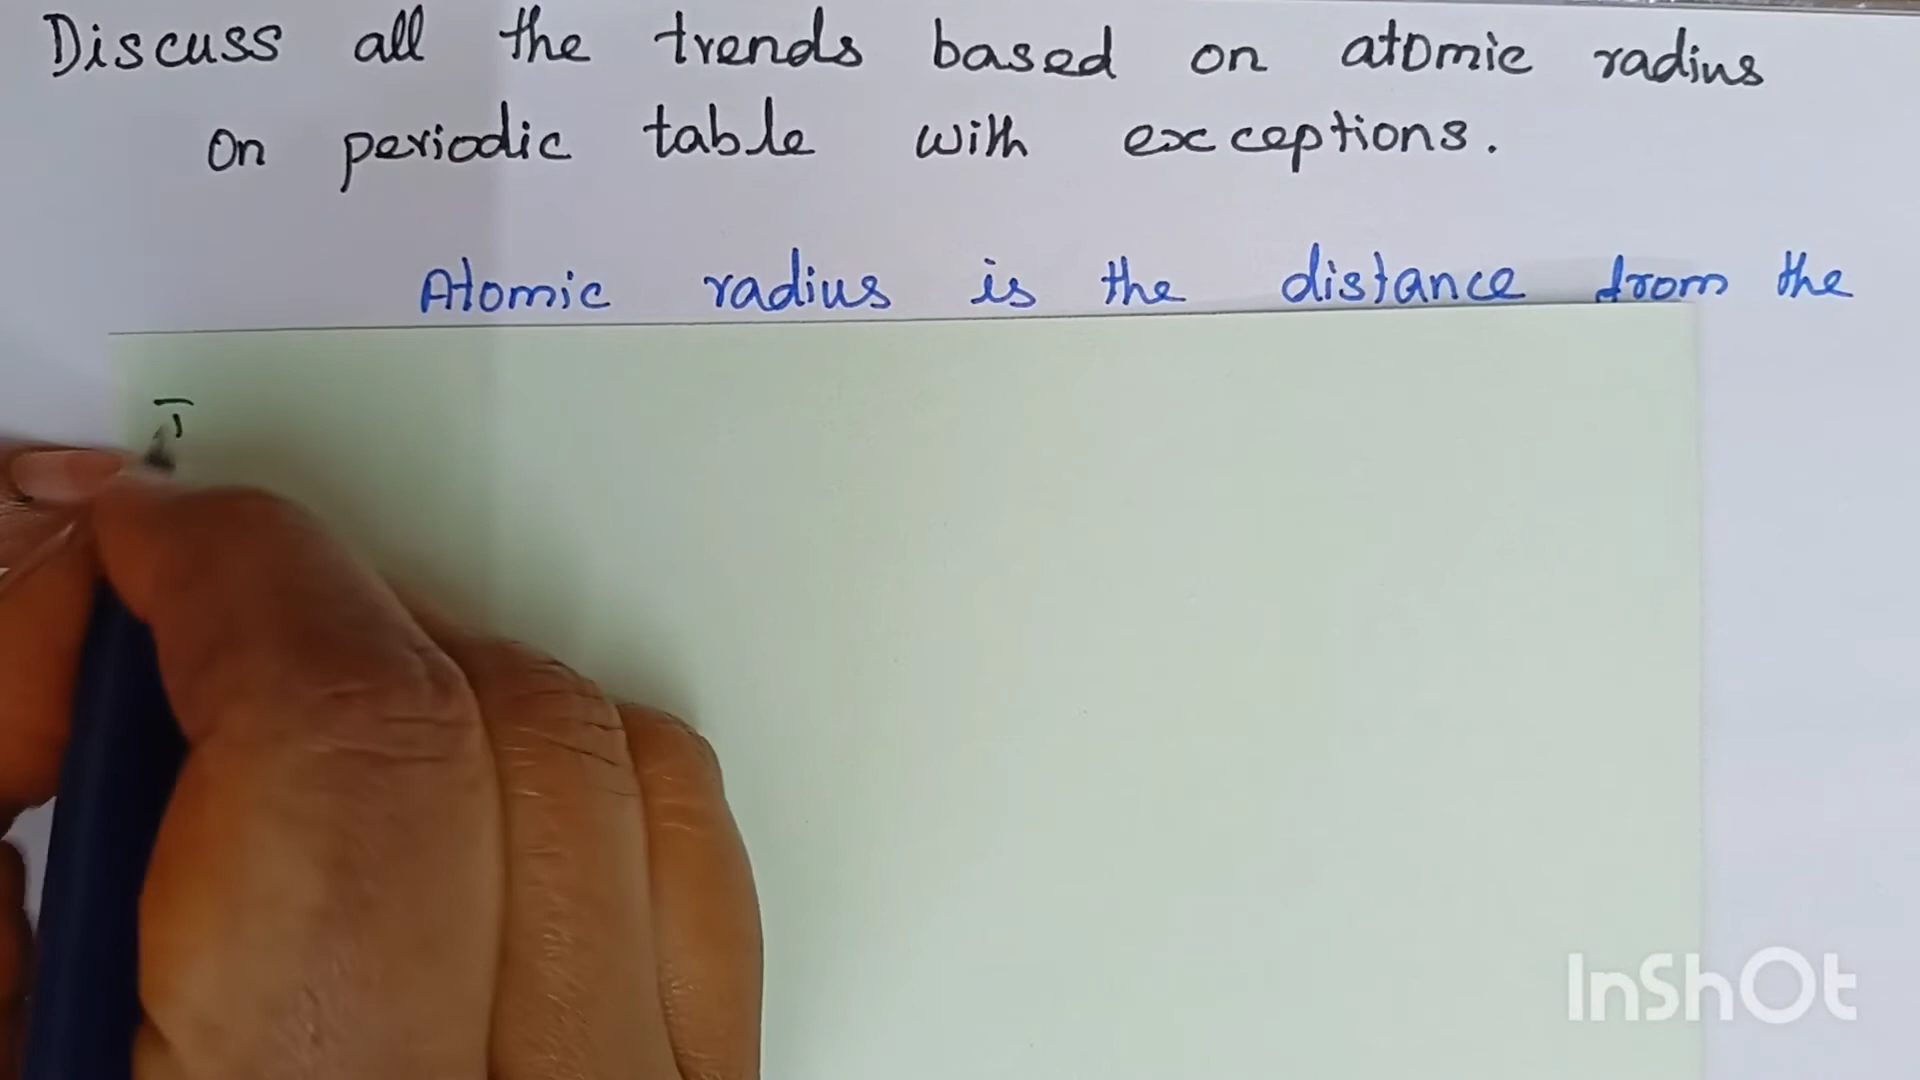 Discuss all the trends based on atomic radius
on periodic table with exceptions.
Atomic radius is the distance from the
InShOt